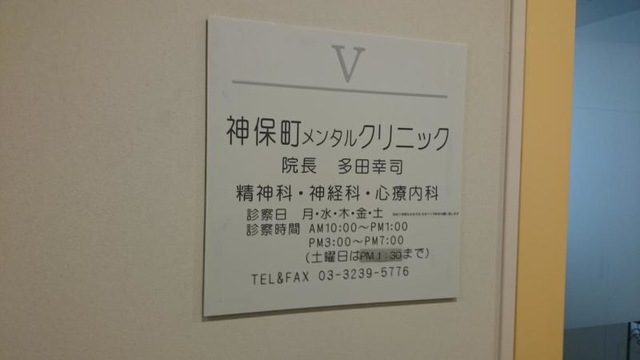 V
神保町メンタルクリニック
院長 多田幸司
精神科・神経科・心療内科
診察日 月・水・木・金・土
診察時間 AM10:00～PM1:00
PM3:00～PM7:00
(土曜日はPM1:30まで)
TEL&FAX 03-3239-5776